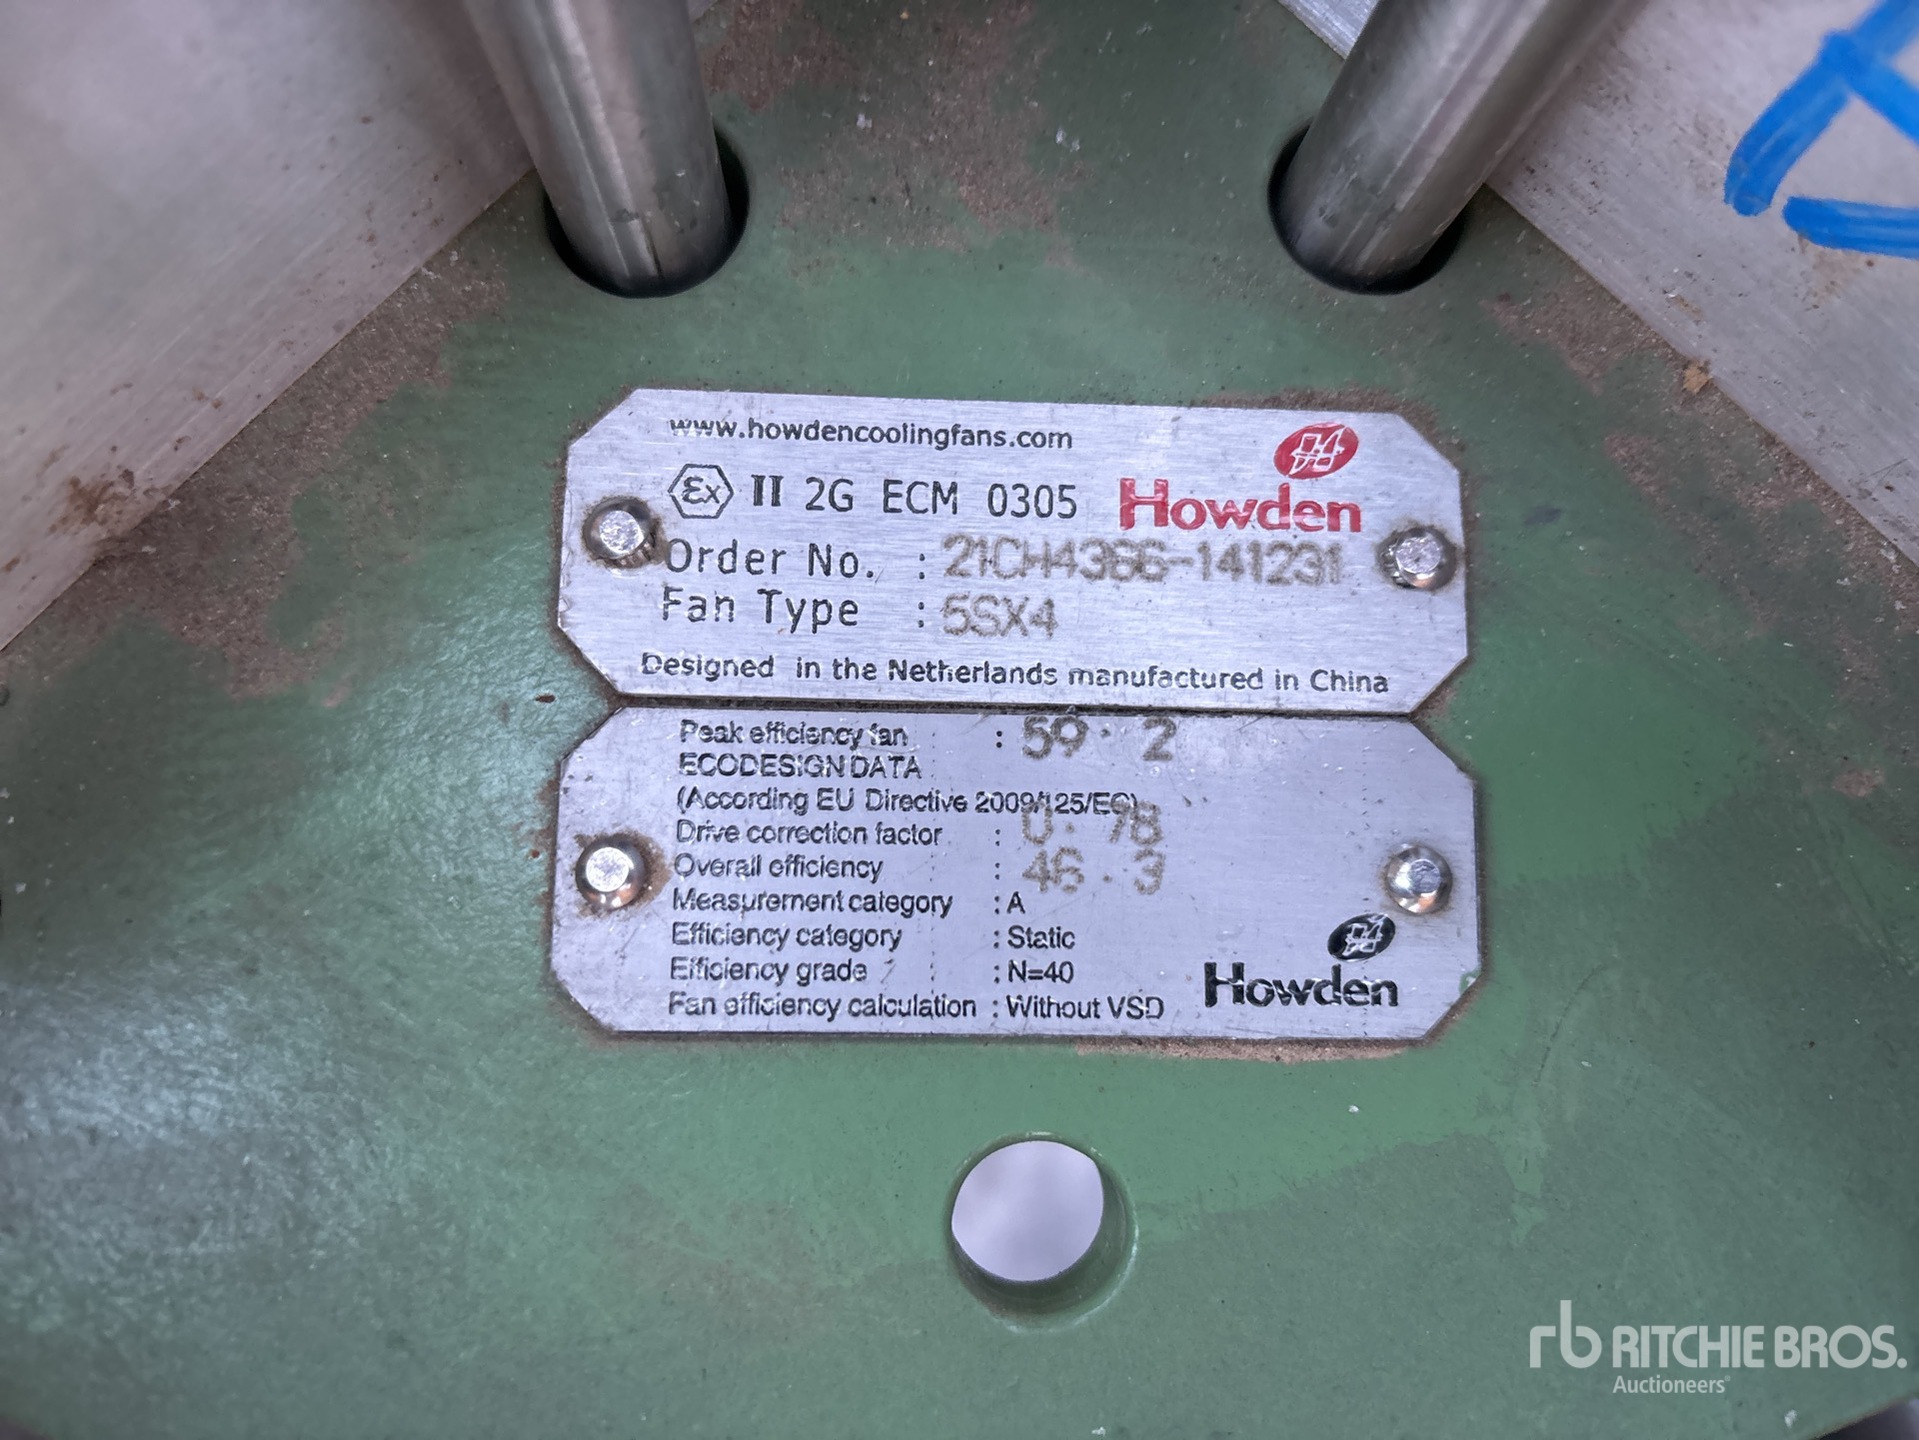 www.howdencoolingfans.com
Ex II 2G ECM 0305 Howden
Order No. : 21CH4366-141231
Fan Type : 5SX4
Designed in the Netherlands manufactured in China
Peak efficiency fan : 59.2
ECODESIGN DATA
(According EU Directive 2009/125/EC)
Drive correction factor : 0.78
Overall efficiency : 46.3
Measurement category : A
Efficiency category : Static
Efficiency grade : N=40
Howden
Fan efficiency calculation : Without VSD
rb RITCHIE BROS.
Auctioneers